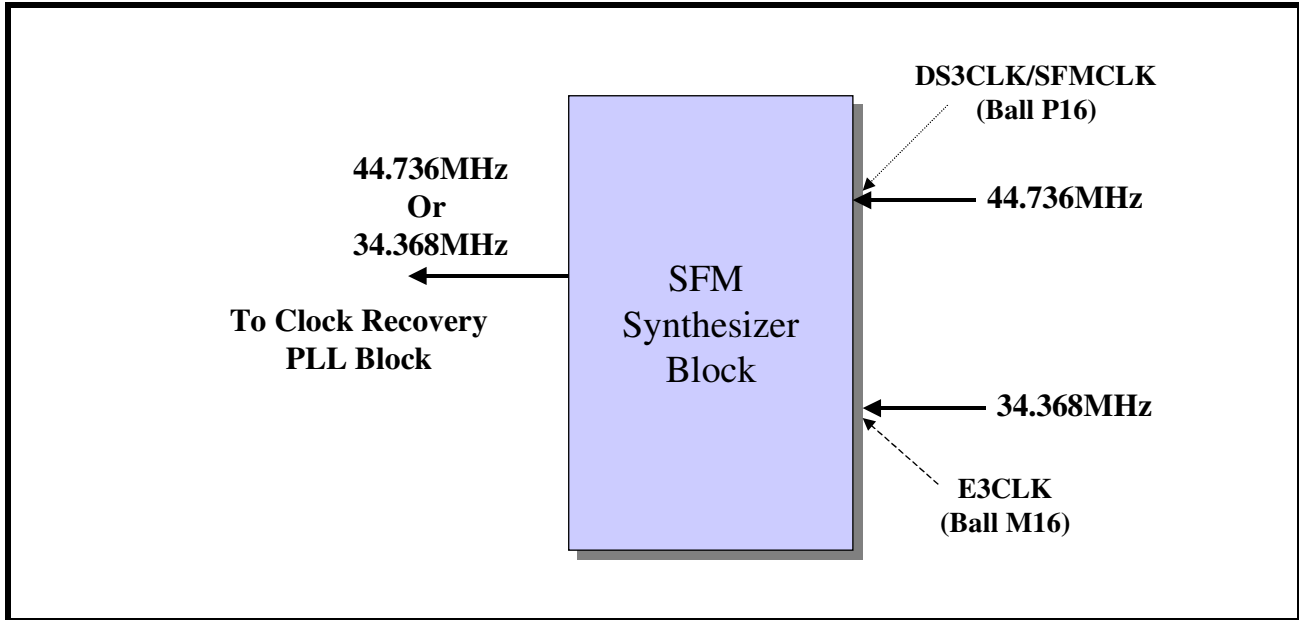 DS3CLK/SFMCLK
(Ball P16)
44.736MHz
Or
34.368MHz
44.736MHz
SFM
Synthesizer
Block
To Clock Recovery
PLL Block
34.368MHz
E3CLK
(Ball M16)